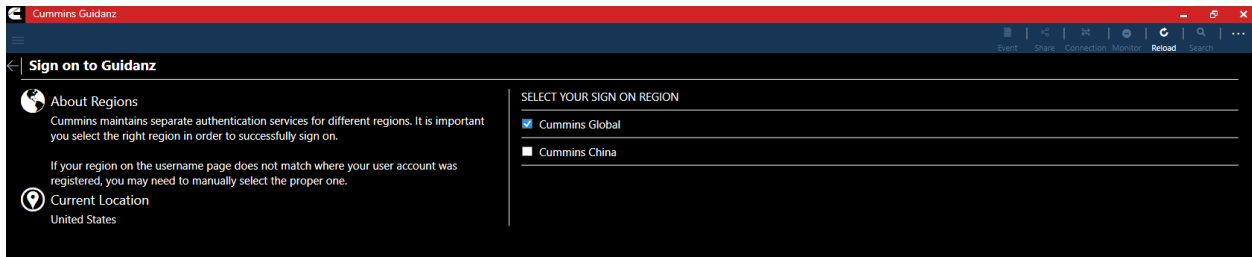 Cummins Guidanz
Event Share Connection Monitor Reload Search
Sign on to Guidanz
About Regions
Cummins maintains separate authentication services for different regions. It is important
you select the right region in order to successfully sign on.
If your region on the username page does not match where your user account was
registered, you may need to manually select the proper one.
Current Location
United States
SELECT YOUR SIGN ON REGION
Cummins Global
Cummins China